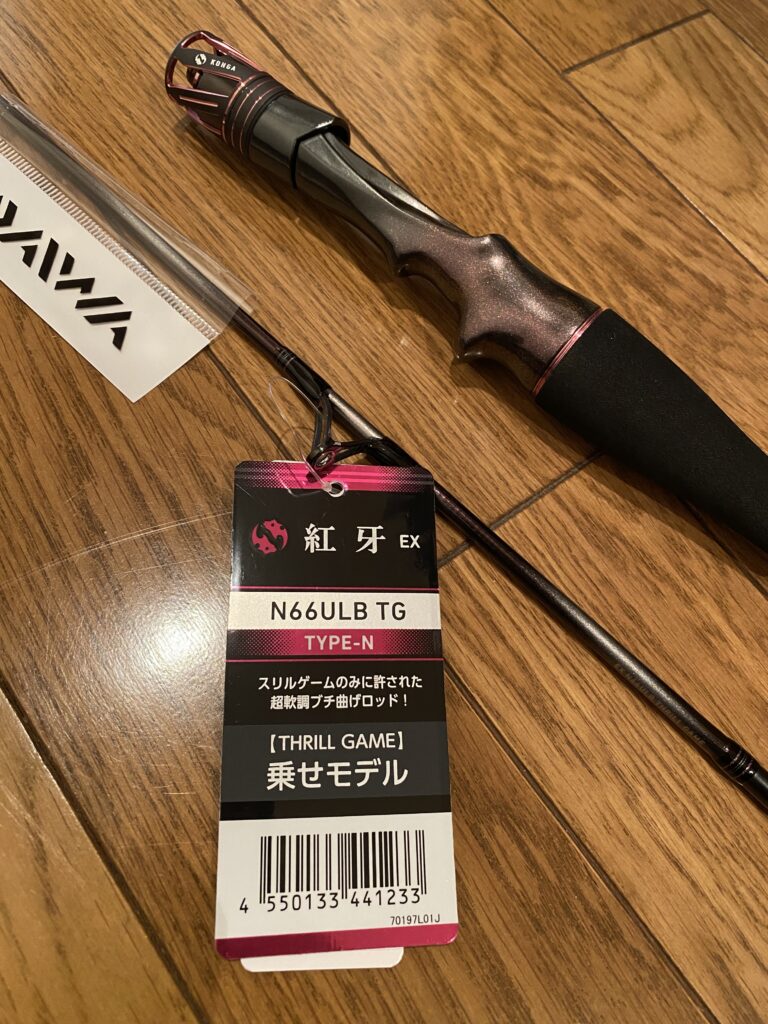 KOHGA
DAIWA
紅牙 EX
N66ULB TG
TYPE-N
スリルゲームのみに許された
超軟調ブチ曲げロッド！
【THRILL GAME】
乗せモデル
4 550133 441233
70197L01J